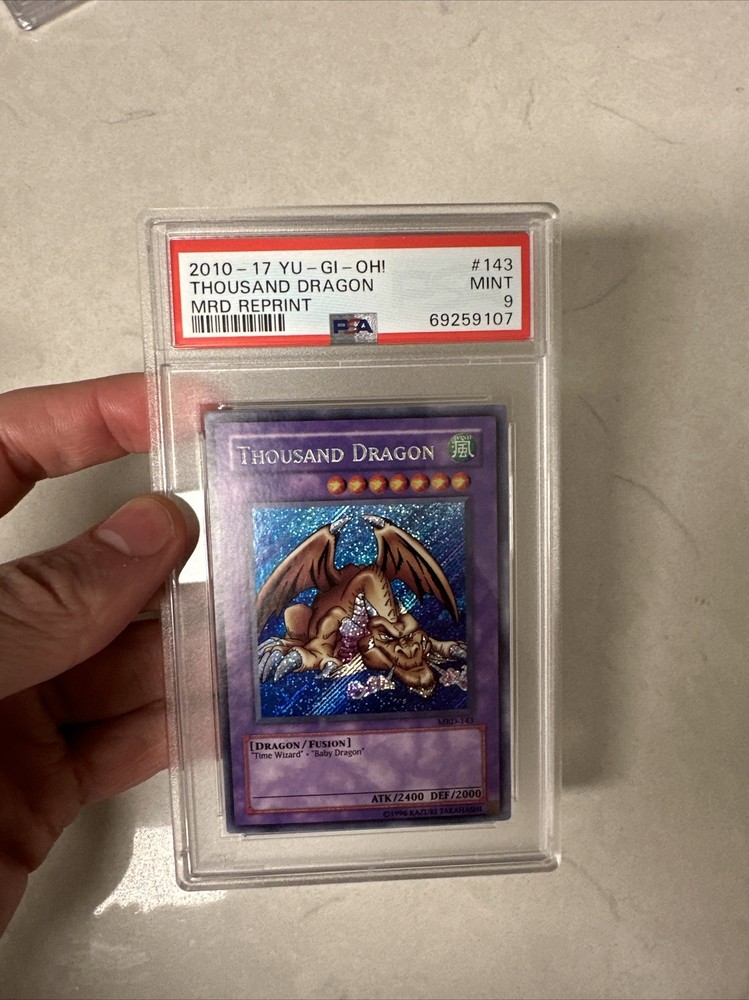 2010-17 YU-GI-OH! #143
THOUSAND DRAGON MINT
MRD REPRINT 9
PSA 69259107
THOUSAND DRAGON 風
MRD-143
[DRAGON/FUSION]
"Time Wizard" + "Baby Dragon"
ATK/2400 DEF/2000
©1996 KAZUKI TAKAHASHI